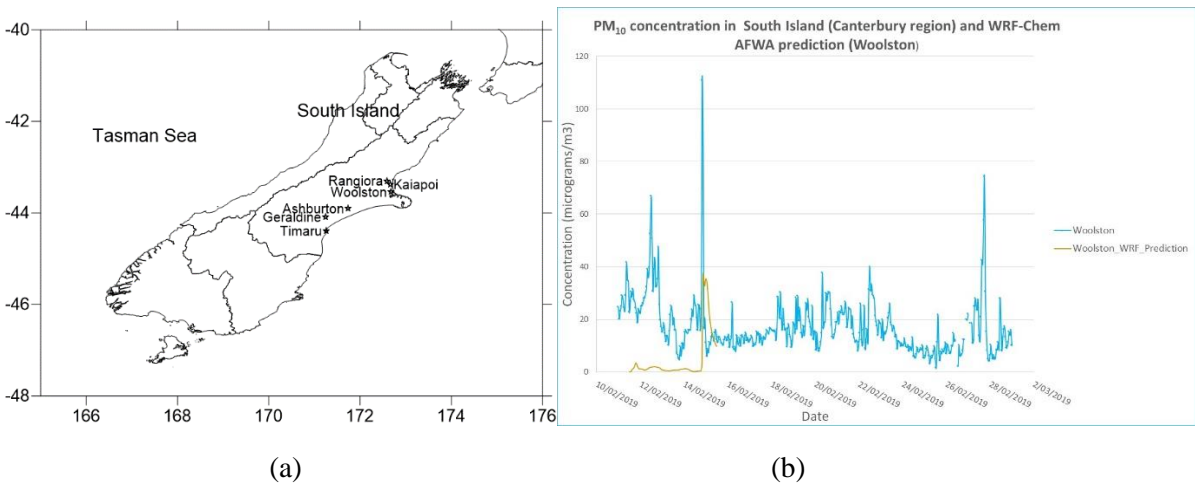 -40
-42
-44
-46
-48
166
168
170
172
174
176
Tasman Sea
South Island
Rangiora
Kaiapoi
Woolston
Ashburton
Geraldine
Timaru
(a)
PM10 concentration in South Island (Canterbury region) and WRF-Chem
AFWA prediction (Woolston)
Concentration (micrograms/m3)
120
100
80
60
40
20
0
10/02/2019
12/02/2019
14/02/2019
16/02/2019
18/02/2019
20/02/2019
22/02/2019
24/02/2019
26/02/2019
28/02/2019
2/03/2019
Date
Woolston
Woolston_WRF_Prediction
(b)